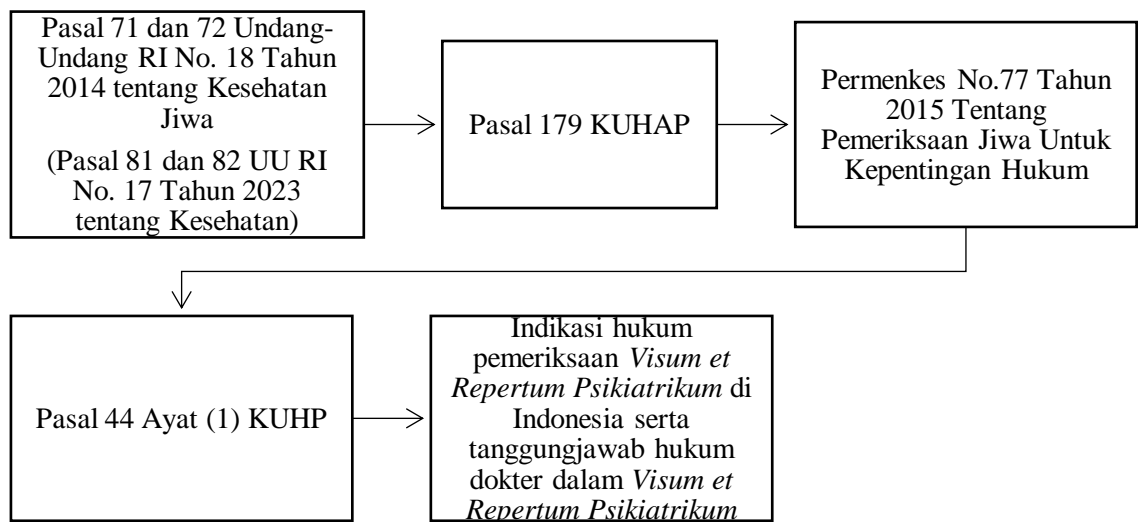 Pasal 71 dan 72 Undang-
Undang RI No. 18 Tahun
2014 tentang Kesehatan
Jiwa
(Pasal 81 dan 82 UU RI
No. 17 Tahun 2023
tentang Kesehatan)
Pasal 179 KUHAP
Permenkes No.77 Tahun
2015 Tentang
Pemeriksaan Jiwa Untuk
Kepentingan Hukum
Pasal 44 Ayat (1) KUHP
Indikasi hukum
pemeriksaan Visum et
Repertum Psikiatrikum di
Indonesia serta
tanggungjawab hukum
dokter dalam Visum et
Repertum Psikiatrikum